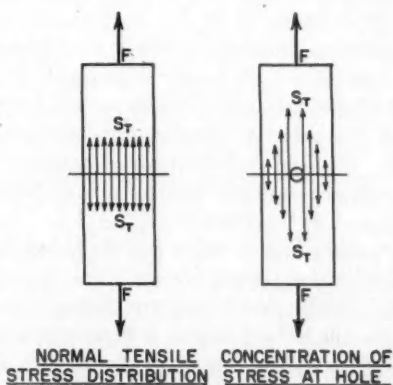 F F
S_T S_T
S_T S_T
F F
NORMAL TENSILE STRESS DISTRIBUTION
CONCENTRATION OF STRESS AT HOLE